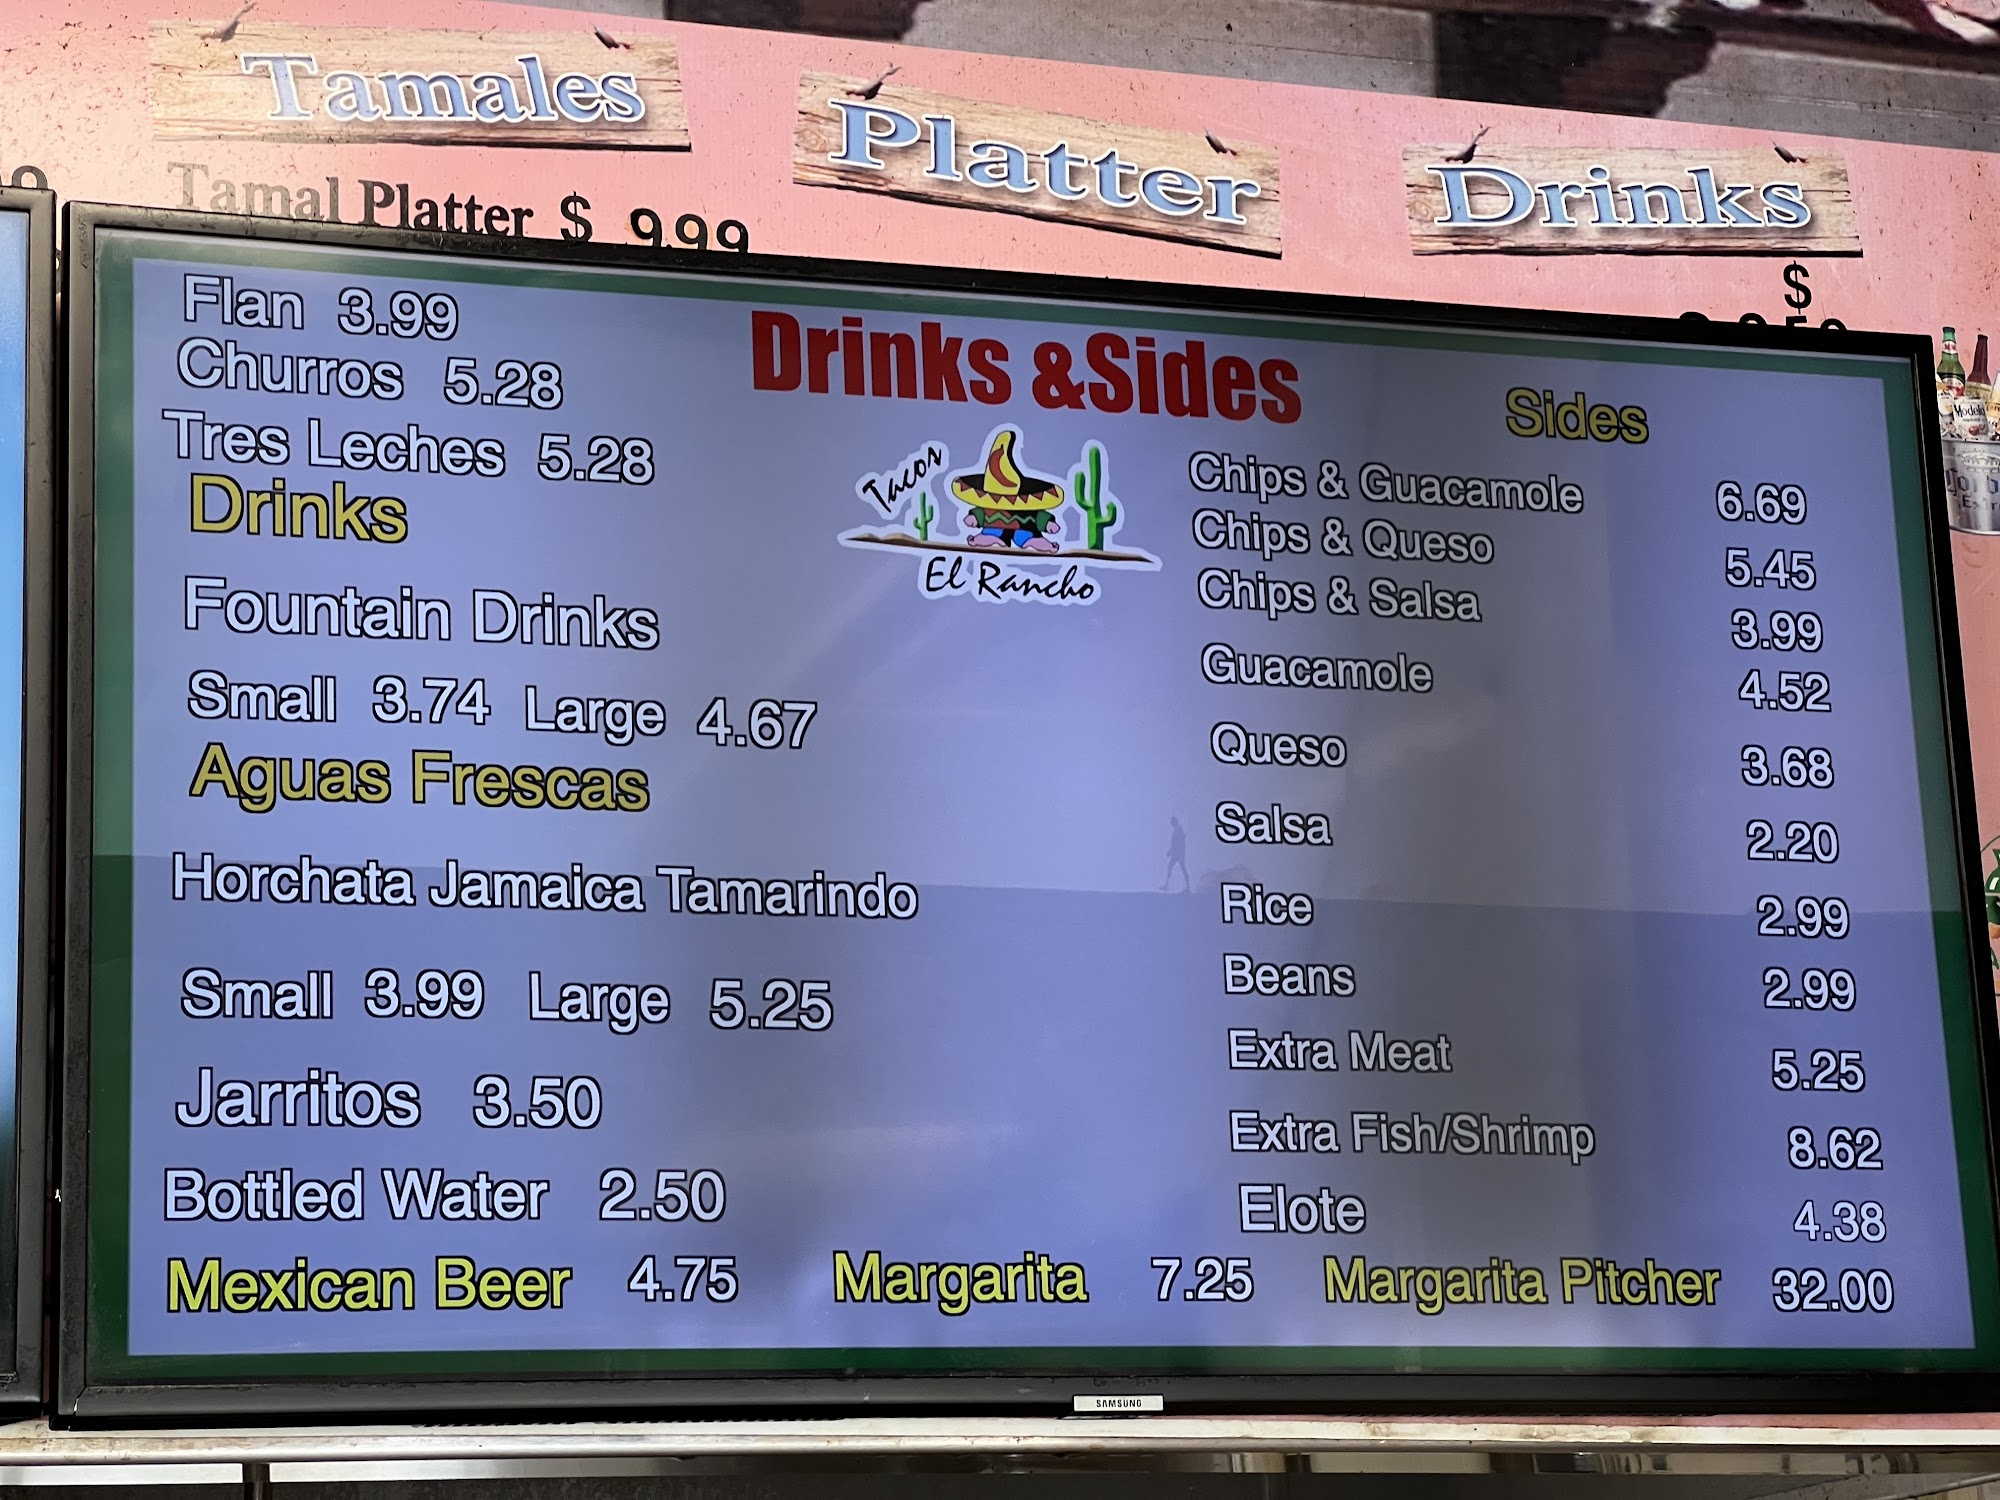 Tamales
Platter
Drinks
Tamal Platter $ 9.99
$
Flan 3.99
Churros 5.28
Tres Leches 5.28
Drinks
Fountain Drinks
Small 3.74 Large 4.67
Aguas Frescas
Horchata Jamaica Tamarindo
Small 3.99 Large 5.25
Jarritos 3.50
Bottled Water 2.50
Drinks &Sides
Tacos
El Rancho
Sides
Chips & Guacamole 6.69
Chips & Queso 5.45
Chips & Salsa 3.99
Guacamole 4.52
Queso 3.68
Salsa 2.20
Rice 2.99
Beans 2.99
Extra Meat 5.25
Extra Fish/Shrimp 8.62
Elote 4.38
Mexican Beer 4.75 Margarita 7.25 Margarita Pitcher 32.00
SAMSUNG